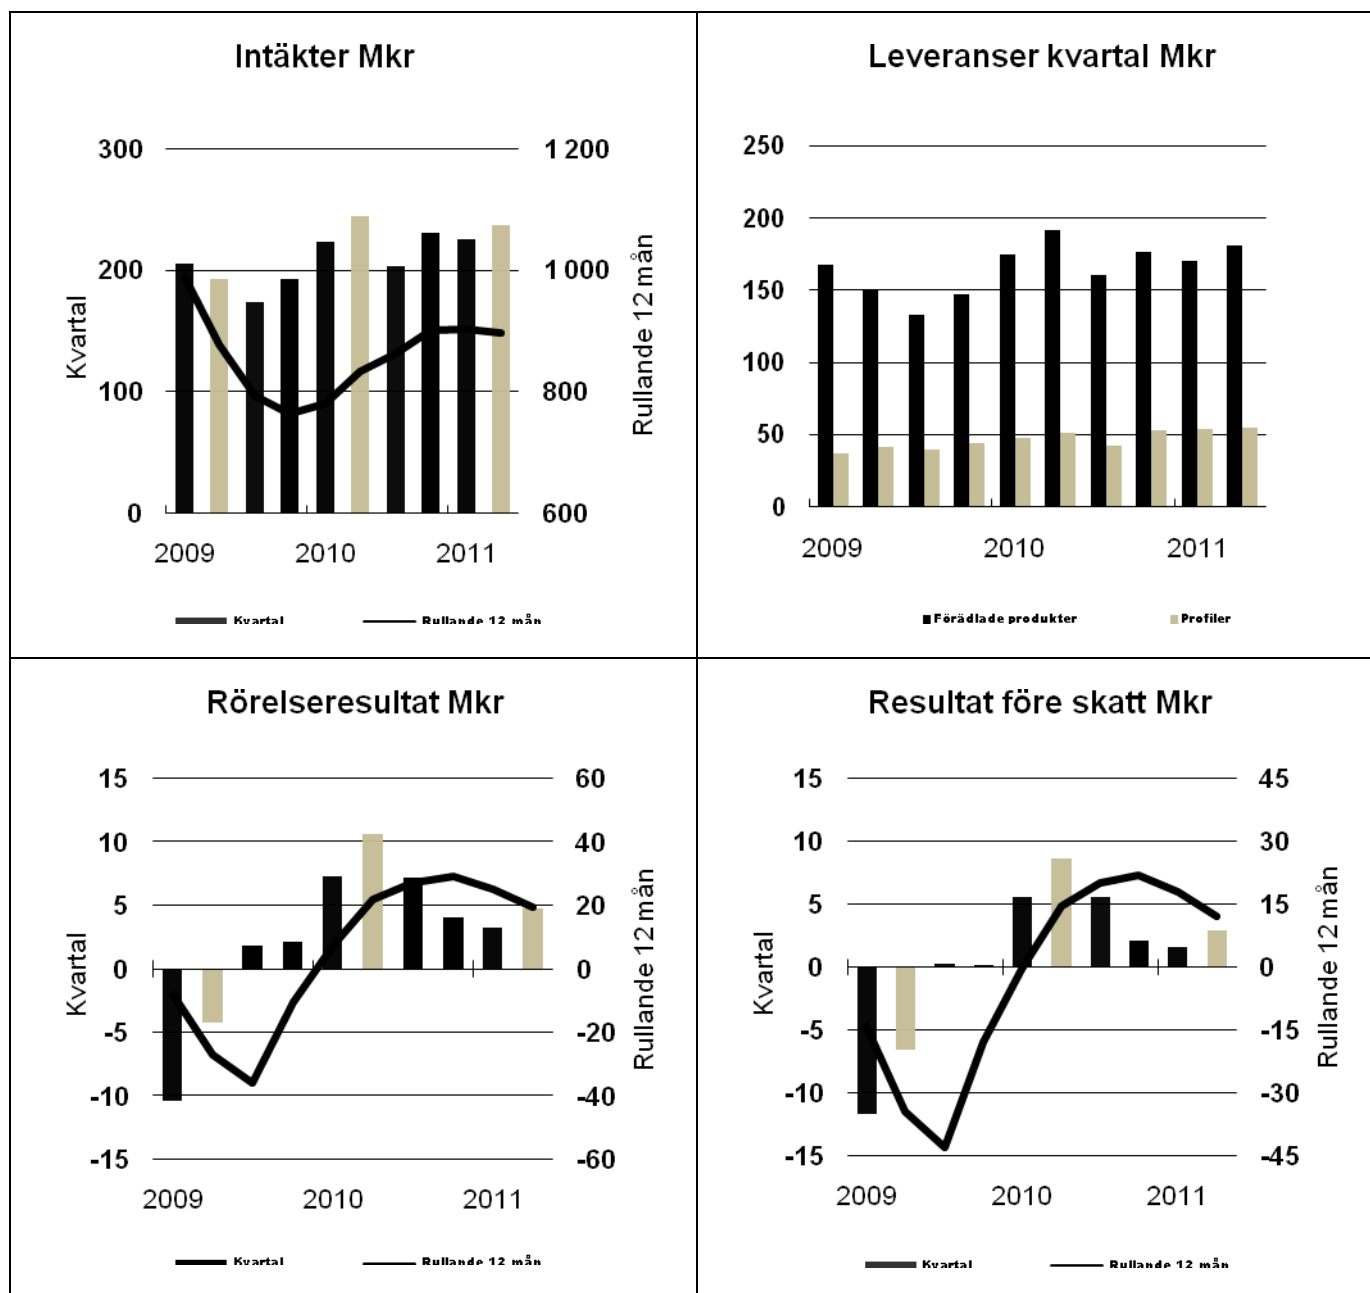 Intäkter Mkr
300
200
100
0
Kvartal
1 200
1 000
800
600
Rullande 12 mån
2009 2010 2011
Kvartal Rullande 12 mån
Leveranser kvartal Mkr
250
200
150
100
50
0
2009 2010 2011
Förädlade produkter Profiler
Rörelseresultat Mkr
15
10
5
0
-5
-10
-15
Kvartal
60
40
20
0
-20
-40
-60
Rullande 12 mån
2009 2010 2011
Kvartal Rullande 12 mån
Resultat före skatt Mkr
15
10
5
0
-5
-10
-15
Kvartal
45
30
15
0
-15
-30
-45
Rullande 12 mån
2009 2010 2011
Kvartal Rullande 12 mån